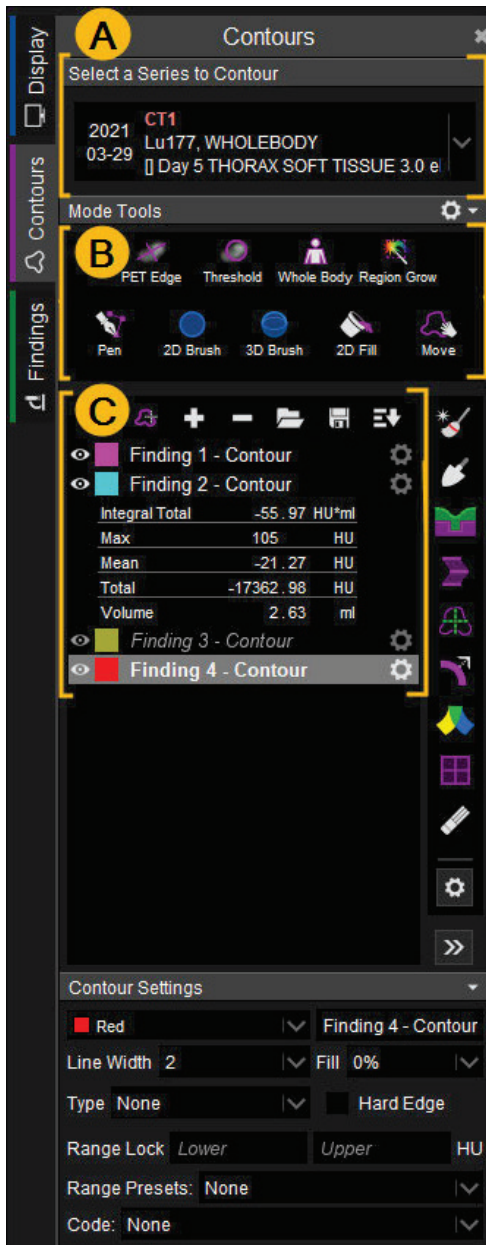 Display
Contours
Findings
A
Contours
Select a Series to Contour
2021
03-29
CT1
Lu177, WHOLEBODY
[] Day 5 THORAX SOFT TISSUE 3.0 e
Mode Tools
B
PET Edge Threshold Whole Body Region Grow
Pen 2D Brush 3D Brush 2D Fill Move
C
Finding 1 - Contour
Finding 2 - Contour
Integral Total -55.97 HU*ml
Max 105 HU
Mean -21.27 HU
Total -17362.98 HU
Volume 2.63 ml
Finding 3 - Contour
Finding 4 - Contour
Contour Settings
Red Finding 4 - Contour
Line Width 2 Fill 0%
Type None Hard Edge
Range Lock Lower Upper HU
Range Presets: None
Code: None